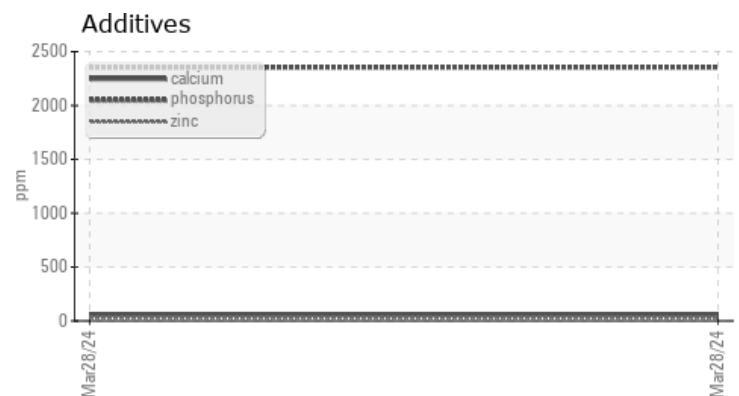 Additives
2500
2000
1500
1000
500
0
ppm
calcium
phosphorus
zinc
Mar28/24
Mar28/24